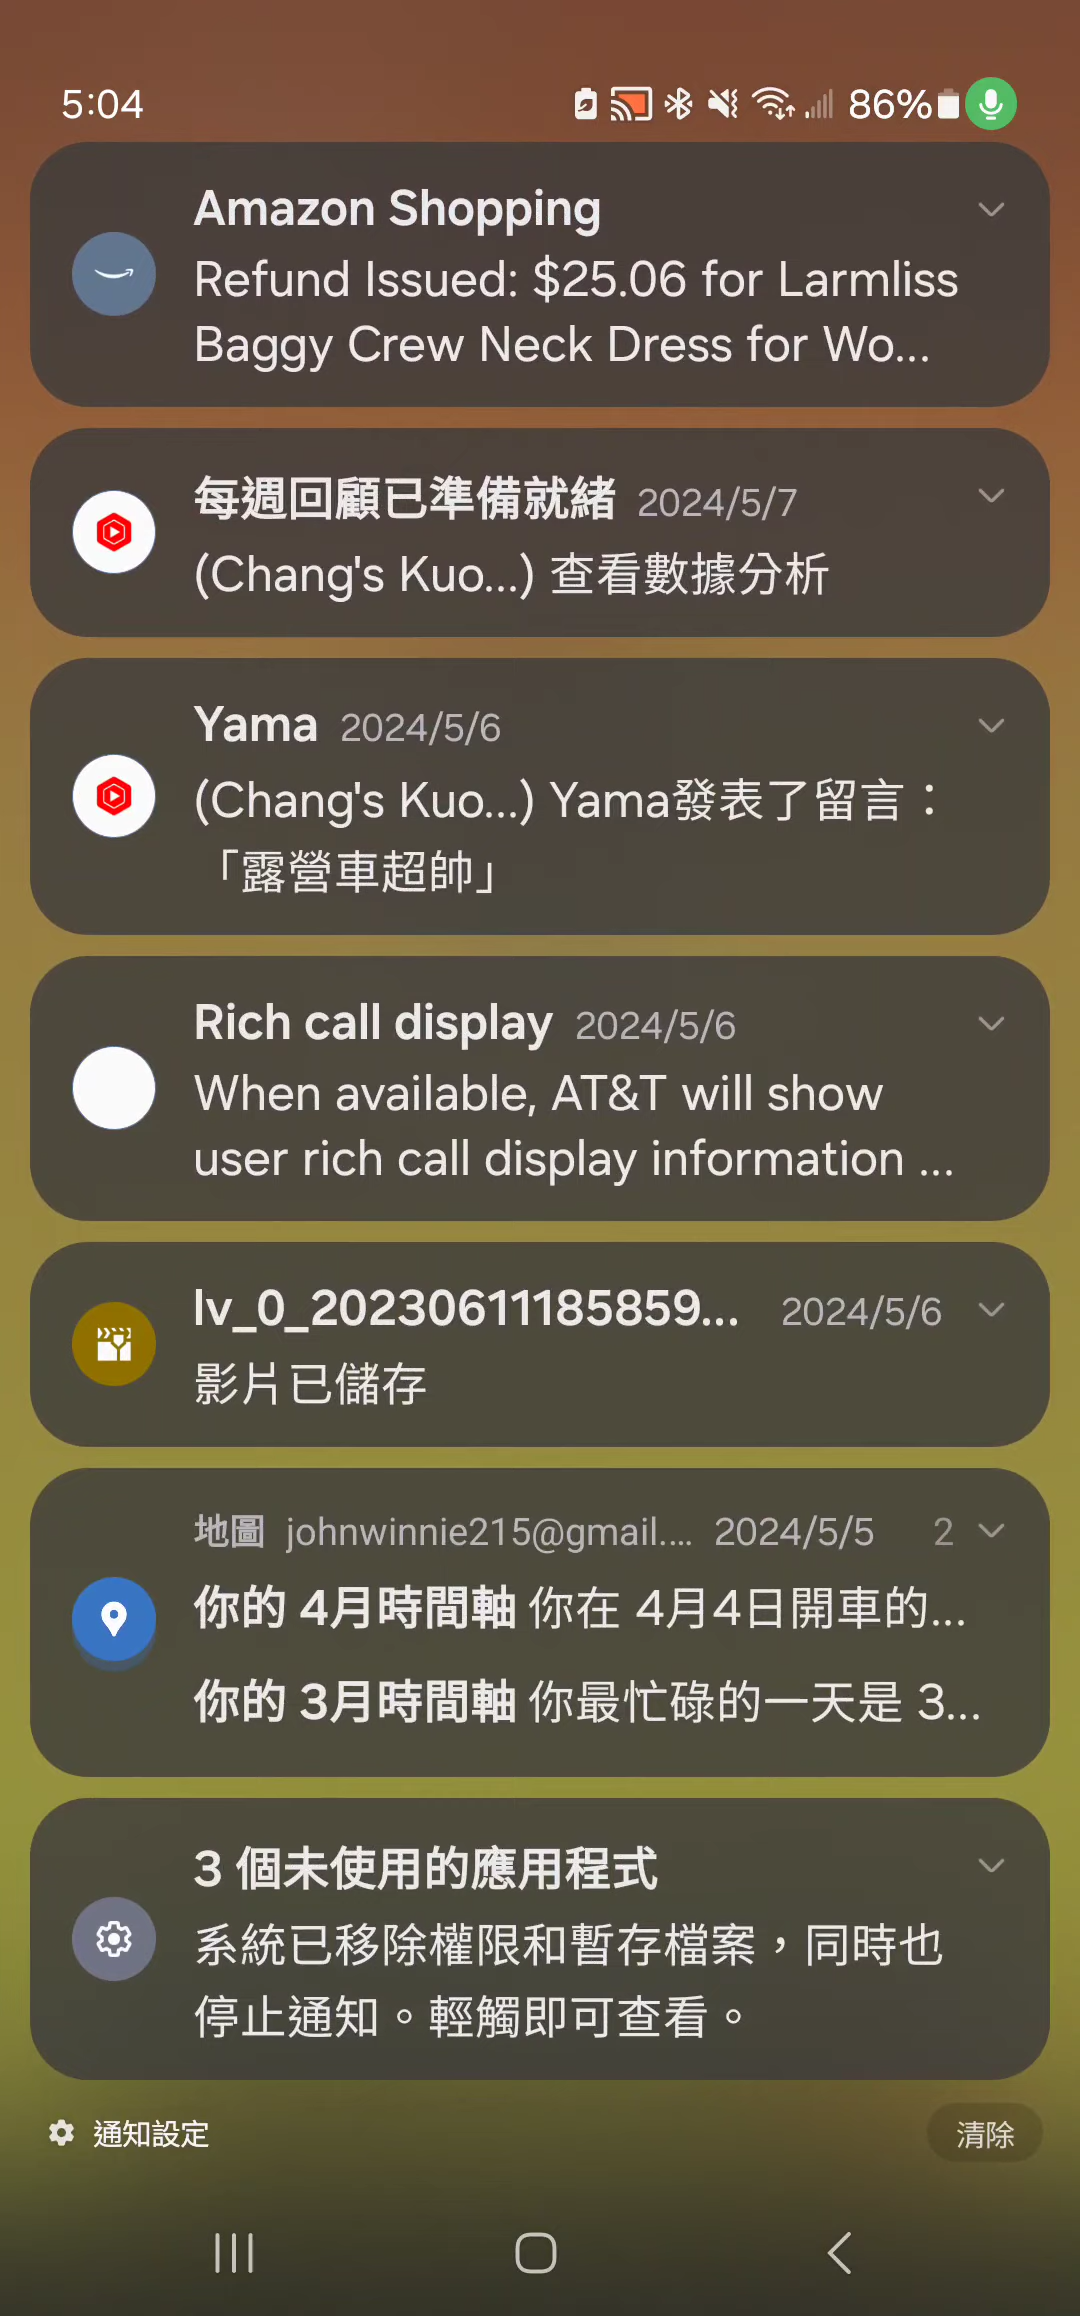 5:04
86%
Amazon Shopping
Refund Issued: $25.06 for Larmliss
Baggy Crew Neck Dress for Wo...
每週回顧已準備就緒 2024/5/7
(Chang's Kuo...) 查看數據分析
Yama 2024/5/6
(Chang's Kuo...) Yama發表了留言：
「露營車超帥」
Rich call display 2024/5/6
When available, AT&T will show
user rich call display information ...
lv_0_20230611185859... 2024/5/6
影片已儲存
地圖 johnwinnie215@gmail.... 2024/5/5 2
你的 4月時間軸 你在 4月4日開車的...
你的 3月時間軸 你最忙碌的一天是 3...
3 個未使用的應用程式
系統已移除權限和暫存檔案，同時也
停止通知。輕觸即可查看。
通知設定
清除